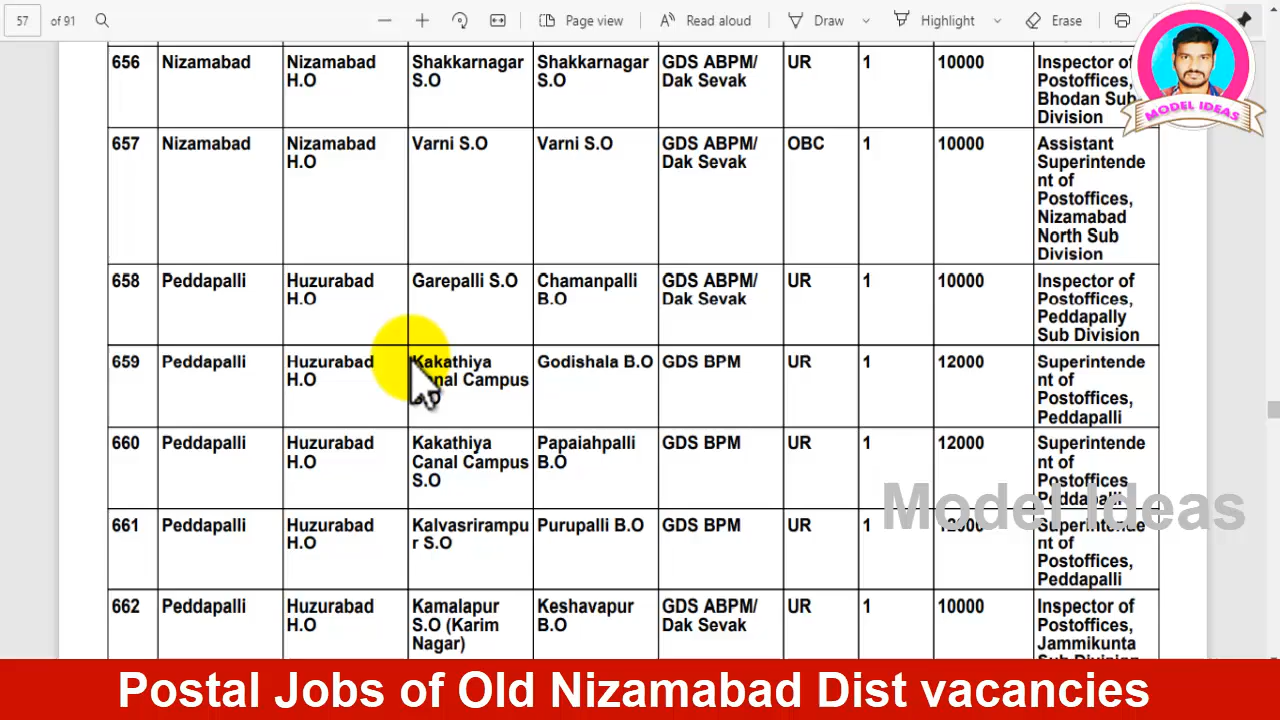 57 of 91 Page view Read aloud Draw Highlight Erase
656 Nizamabad Nizamabad Shakkarnagar Shakkarnagar GDS ABPM/ UR 1 10000 Inspector of
H.O S.O S.O Dak Sevak Postoffices,
Bhodan Sub
Division
MODEL IDEAS
657 Nizamabad Nizamabad Varni S.O Varni S.O GDS ABPM/ OBC 1 10000 Assistant
H.O Dak Sevak Superintende
nt of
Postoffices,
Nizamabad
North Sub
Division
658 Peddapalli Huzurabad Garepalli S.O Chamanpalli GDS ABPM/ UR 1 10000 Inspector of
H.O B.O Dak Sevak Postoffices,
Peddapally
Sub Division
659 Peddapalli Huzurabad Kakathiya Godishala B.O GDS BPM UR 1 12000 Superintende
H.O Canal Campus nt of
Postoffices,
Peddapalli
660 Peddapalli Huzurabad Kakathiya Papaiahpalli GDS BPM UR 1 12000 Superintende
H.O Canal Campus B.O nt of
S.O Postoffices
Peddapalli
Model Ideas
661 Peddapalli Huzurabad Kalvasrirampu Purupalli B.O GDS BPM UR 1 12000 Superintende
H.O r S.O nt of
Postoffices,
Peddapalli
662 Peddapalli Huzurabad Kamalapur Keshavapur GDS ABPM/ UR 1 10000 Inspector of
H.O S.O (Karim B.O Dak Sevak Postoffices,
Nagar) Jammikunta
Sub Division
Postal Jobs of Old Nizamabad Dist vacancies